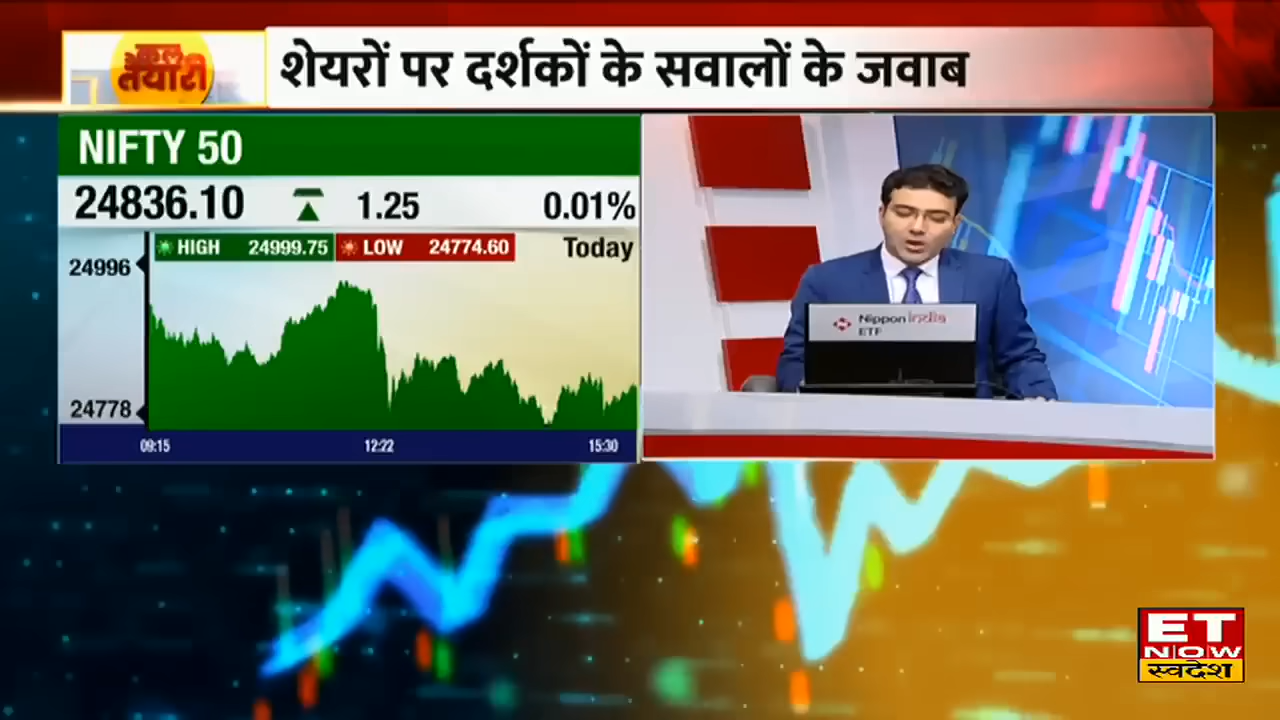 कल
की
तैयारी
शेयरों पर दर्शकों के सवालों के जवाब
NIFTY 50
24836.10 1.25 0.01%
HIGH 24999.75 LOW 24774.60 Today
24996
24778
09:15 12:22 15:30
Nippon india
ETF
ET
NOW
स्वदेश